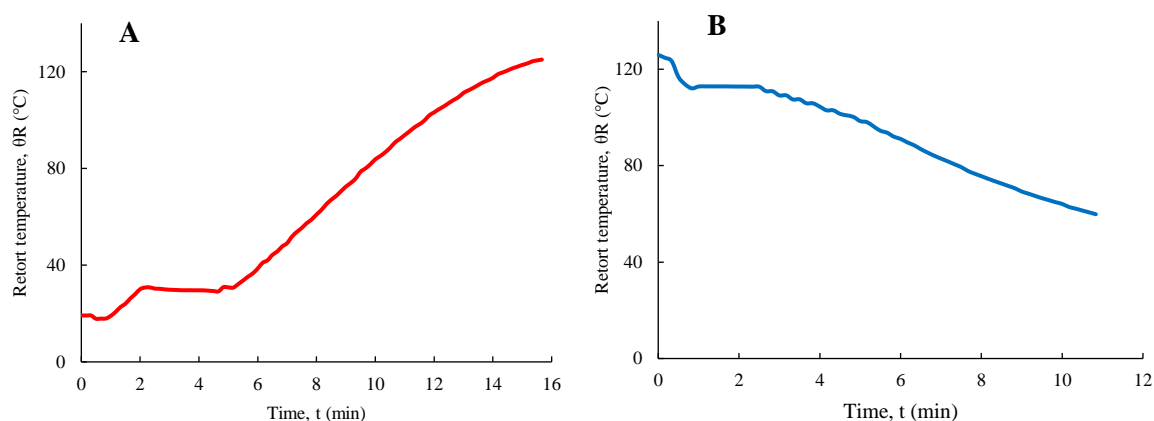 A
Retort temperature, θR (°C)
120
80
40
0
0 2 4 6 8 10 12 14 16
Time, t (min)
B
Retort temperature, θR (°C)
120
80
40
0
0 2 4 6 8 10 12
Time, t (min)